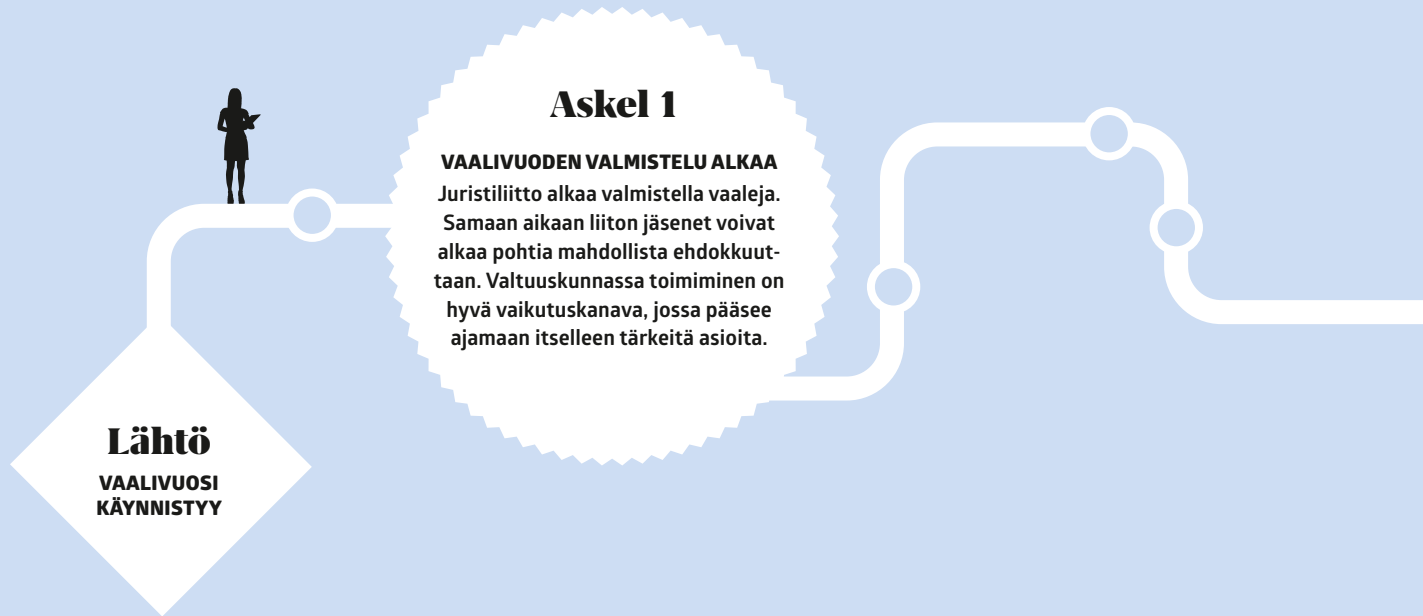 Askel 1
VAALIVUODEN VALMISTELU ALKAA
Juristiliitto alkaa valmistella vaaleja.
Samaan aikaan liiton jäsenet voivat
alkaa pohtia mahdollista ehdokkuut-
taan. Valtuuskunnassa toimiminen on
hyvä vaikutuskanava, jossa pääsee
ajamaan itselleen tärkeitä asioita.
Lähtö
VAALIVUOSI
KÄYNNISTYY